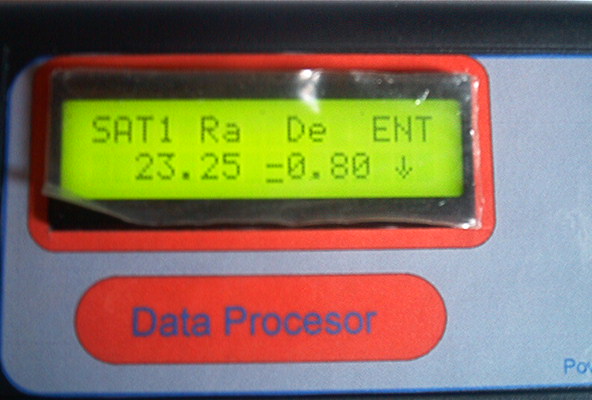 SAT1 Ra De ENT
23.25 -0.80 ↓
Data Procesor